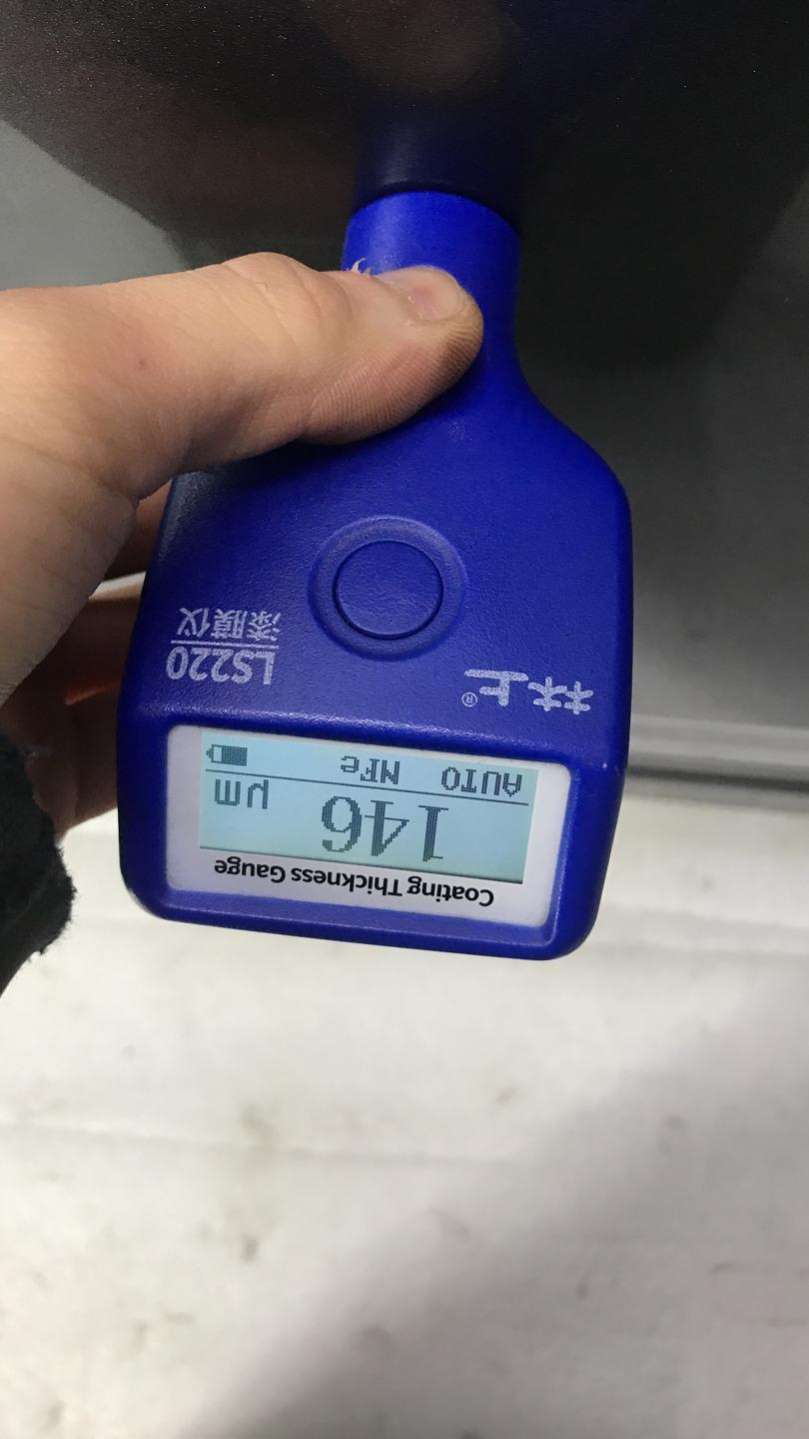 Coating Thickness Gauge
146 μm
AUTO NFe
林上®
LS220
漆膜仪